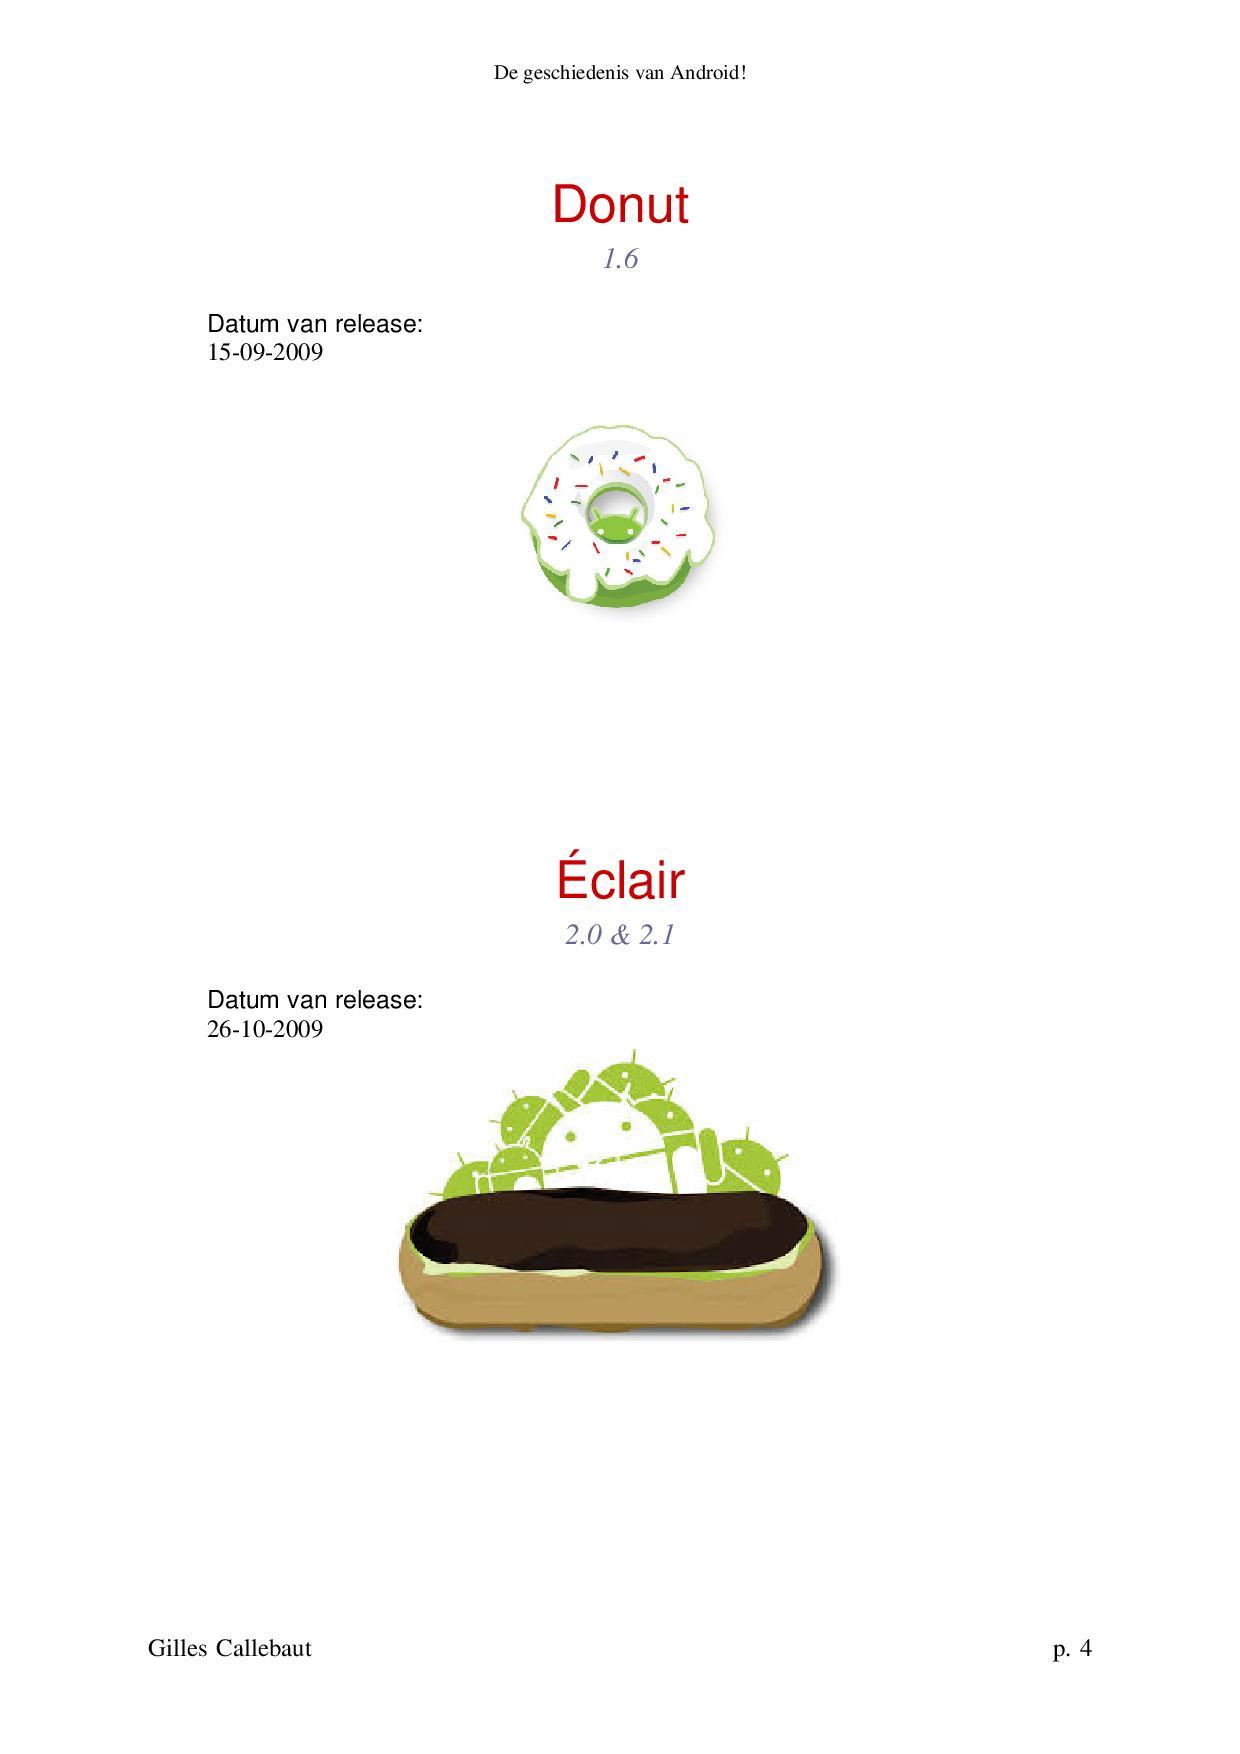 De geschiedenis van Android!
Donut
1.6
Datum van release:
15-09-2009
Éclair
2.0 & 2.1
Datum van release:
26-10-2009
Gilles Callebaut p. 4